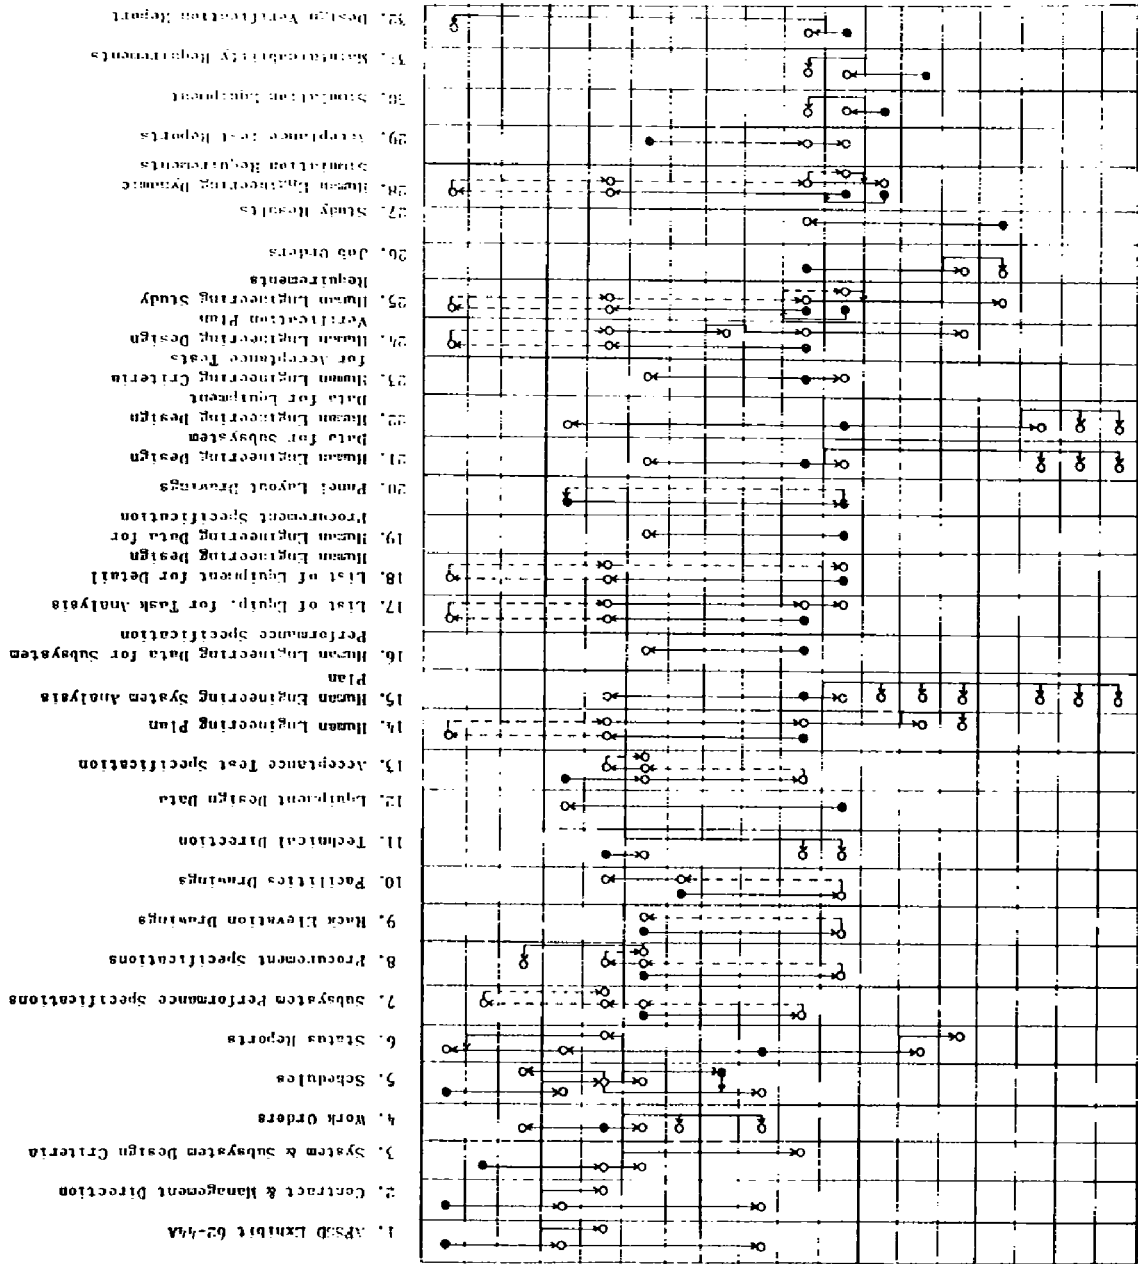 1. AFSSD Exhibit 62-44A
2. Contract & Management Direction
3. System & Subsystem Design Criteria
4. Work Orders
5. Schedules
6. Status Reports
7. Subsystem Performance Specifications
8. Procurement Specifications
9. Rack Elevation Drawings
10. Facilities Drawings
11. Technical Direction
12. Equipment Design Data
13. Acceptance Test Specification
14. Human Engineering Plan
15. Human Engineering System Analysis
Plan
16. Human Engineering Data for Subsystem
Performance Specification
17. List of Equip. for Task Analysis
18. List of Equipment for Detail
Human Engineering Design
19. Human Engineering Data for
Procurement Specification
20. Panel Layout Drawings
21. Human Engineering Design
Data for Subsystem
22. Human Engineering Design
Data for Equipment
23. Human Engineering Criteria
for Acceptance Tests
24. Human Engineering Design
Verification Plan
25. Human Engineering Study
Requirements
26. Job Orders
27. Study Results
28. Human Engineering Dynamic
Simulation Requirements
29. Acceptance Test Reports
30. Simulation Equipment
31. Maintainability Requirements
32. Design Verification Report